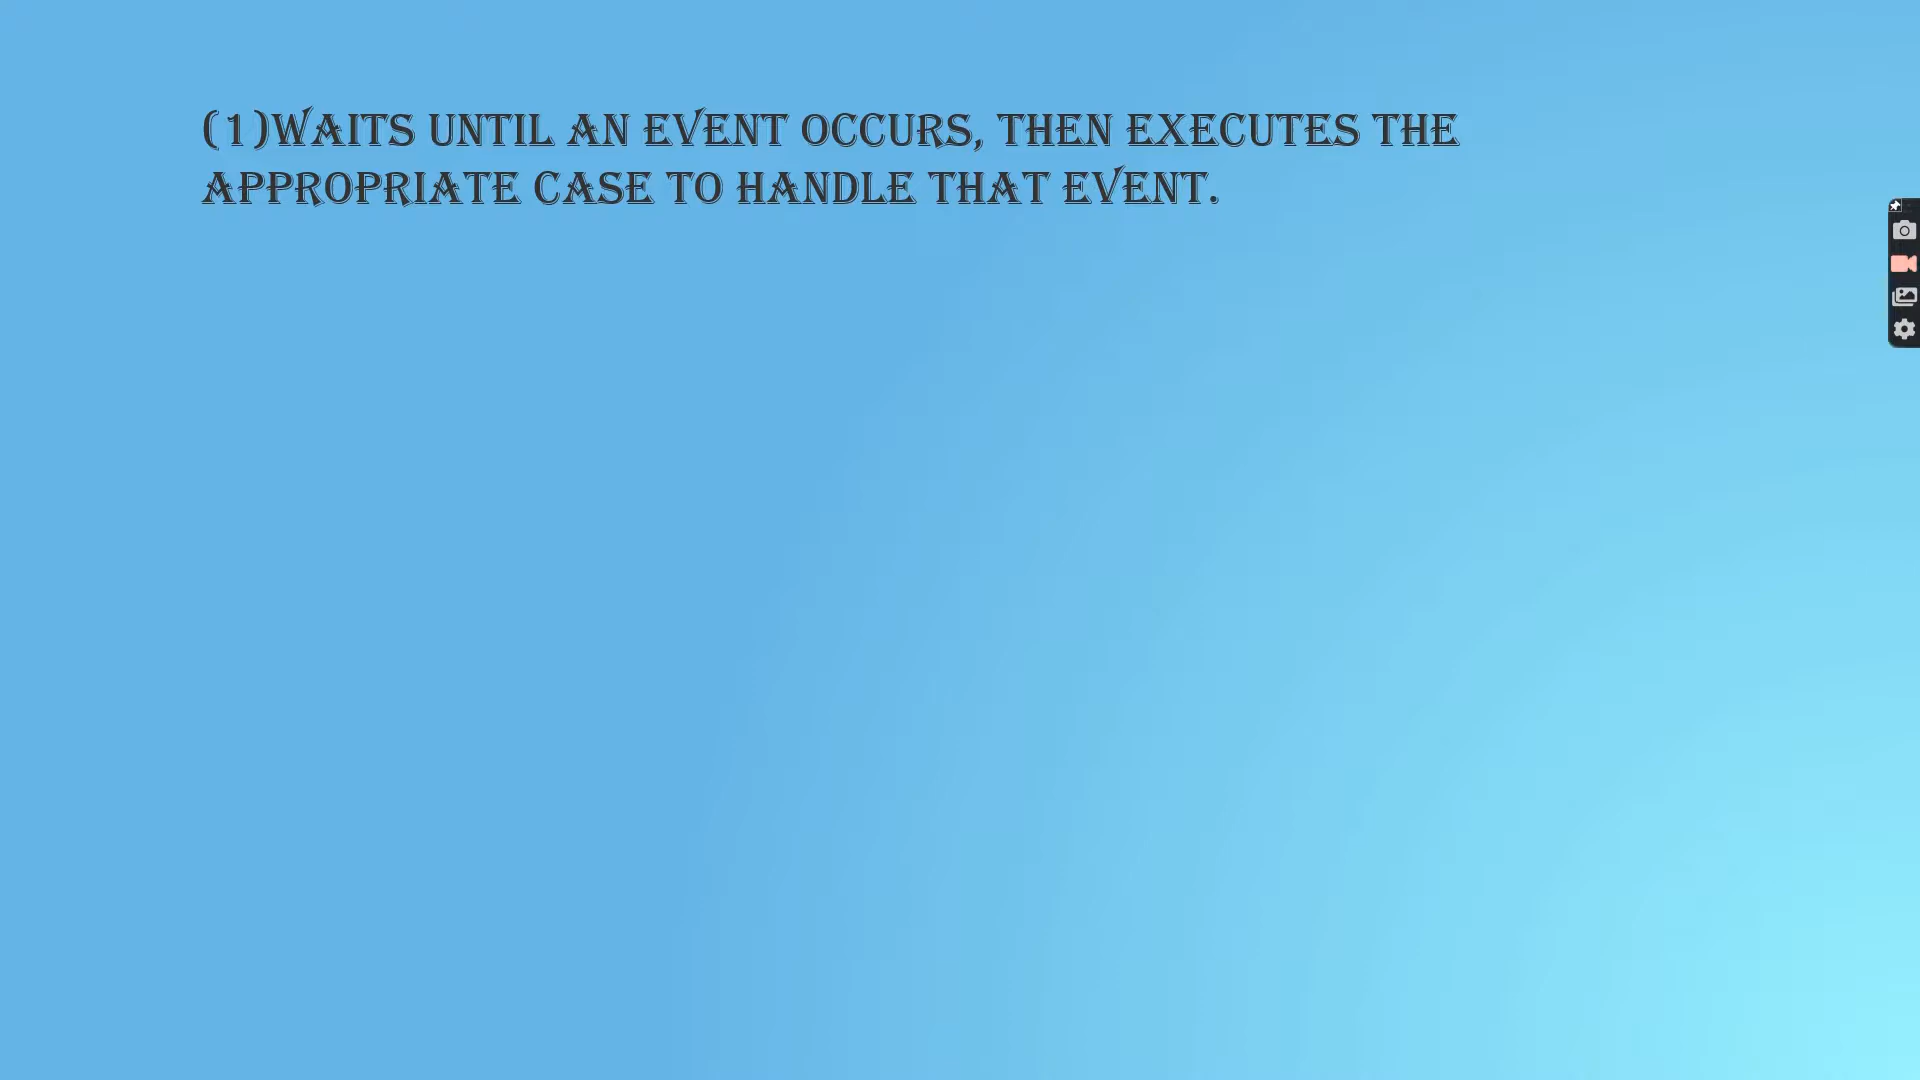 (1)WAITS UNTIL AN EVENT OCCURS, THEN EXECUTES THE
APPROPRIATE CASE TO HANDLE THAT EVENT.